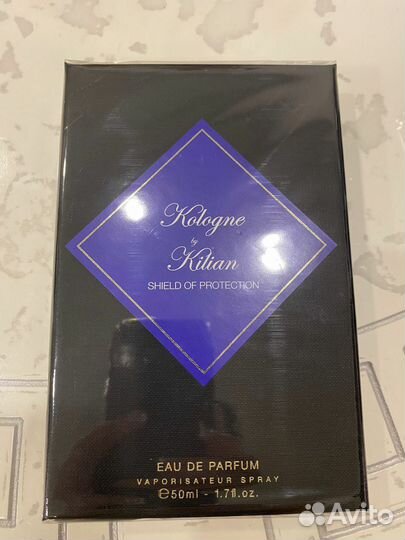 Kologne
by
Kilian
SHIELD OF PROTECTION
EAU DE PARFUM
VAPORISATEUR SPRAY
℮50ml - 1.7fl.oz.
Avito